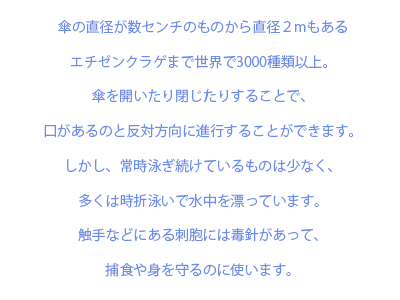 傘の直径が数センチのものから直径２mもある
エチゼンクラゲまで世界で3000種類以上。
傘を開いたり閉じたりすることで、
口があるのと反対方向に進行することができます。
しかし、常時泳ぎ続けているものは少なく、
多くは時折泳いで水中を漂っています。
触手などにある刺胞には毒針があって、
捕食や身を守るのに使います。